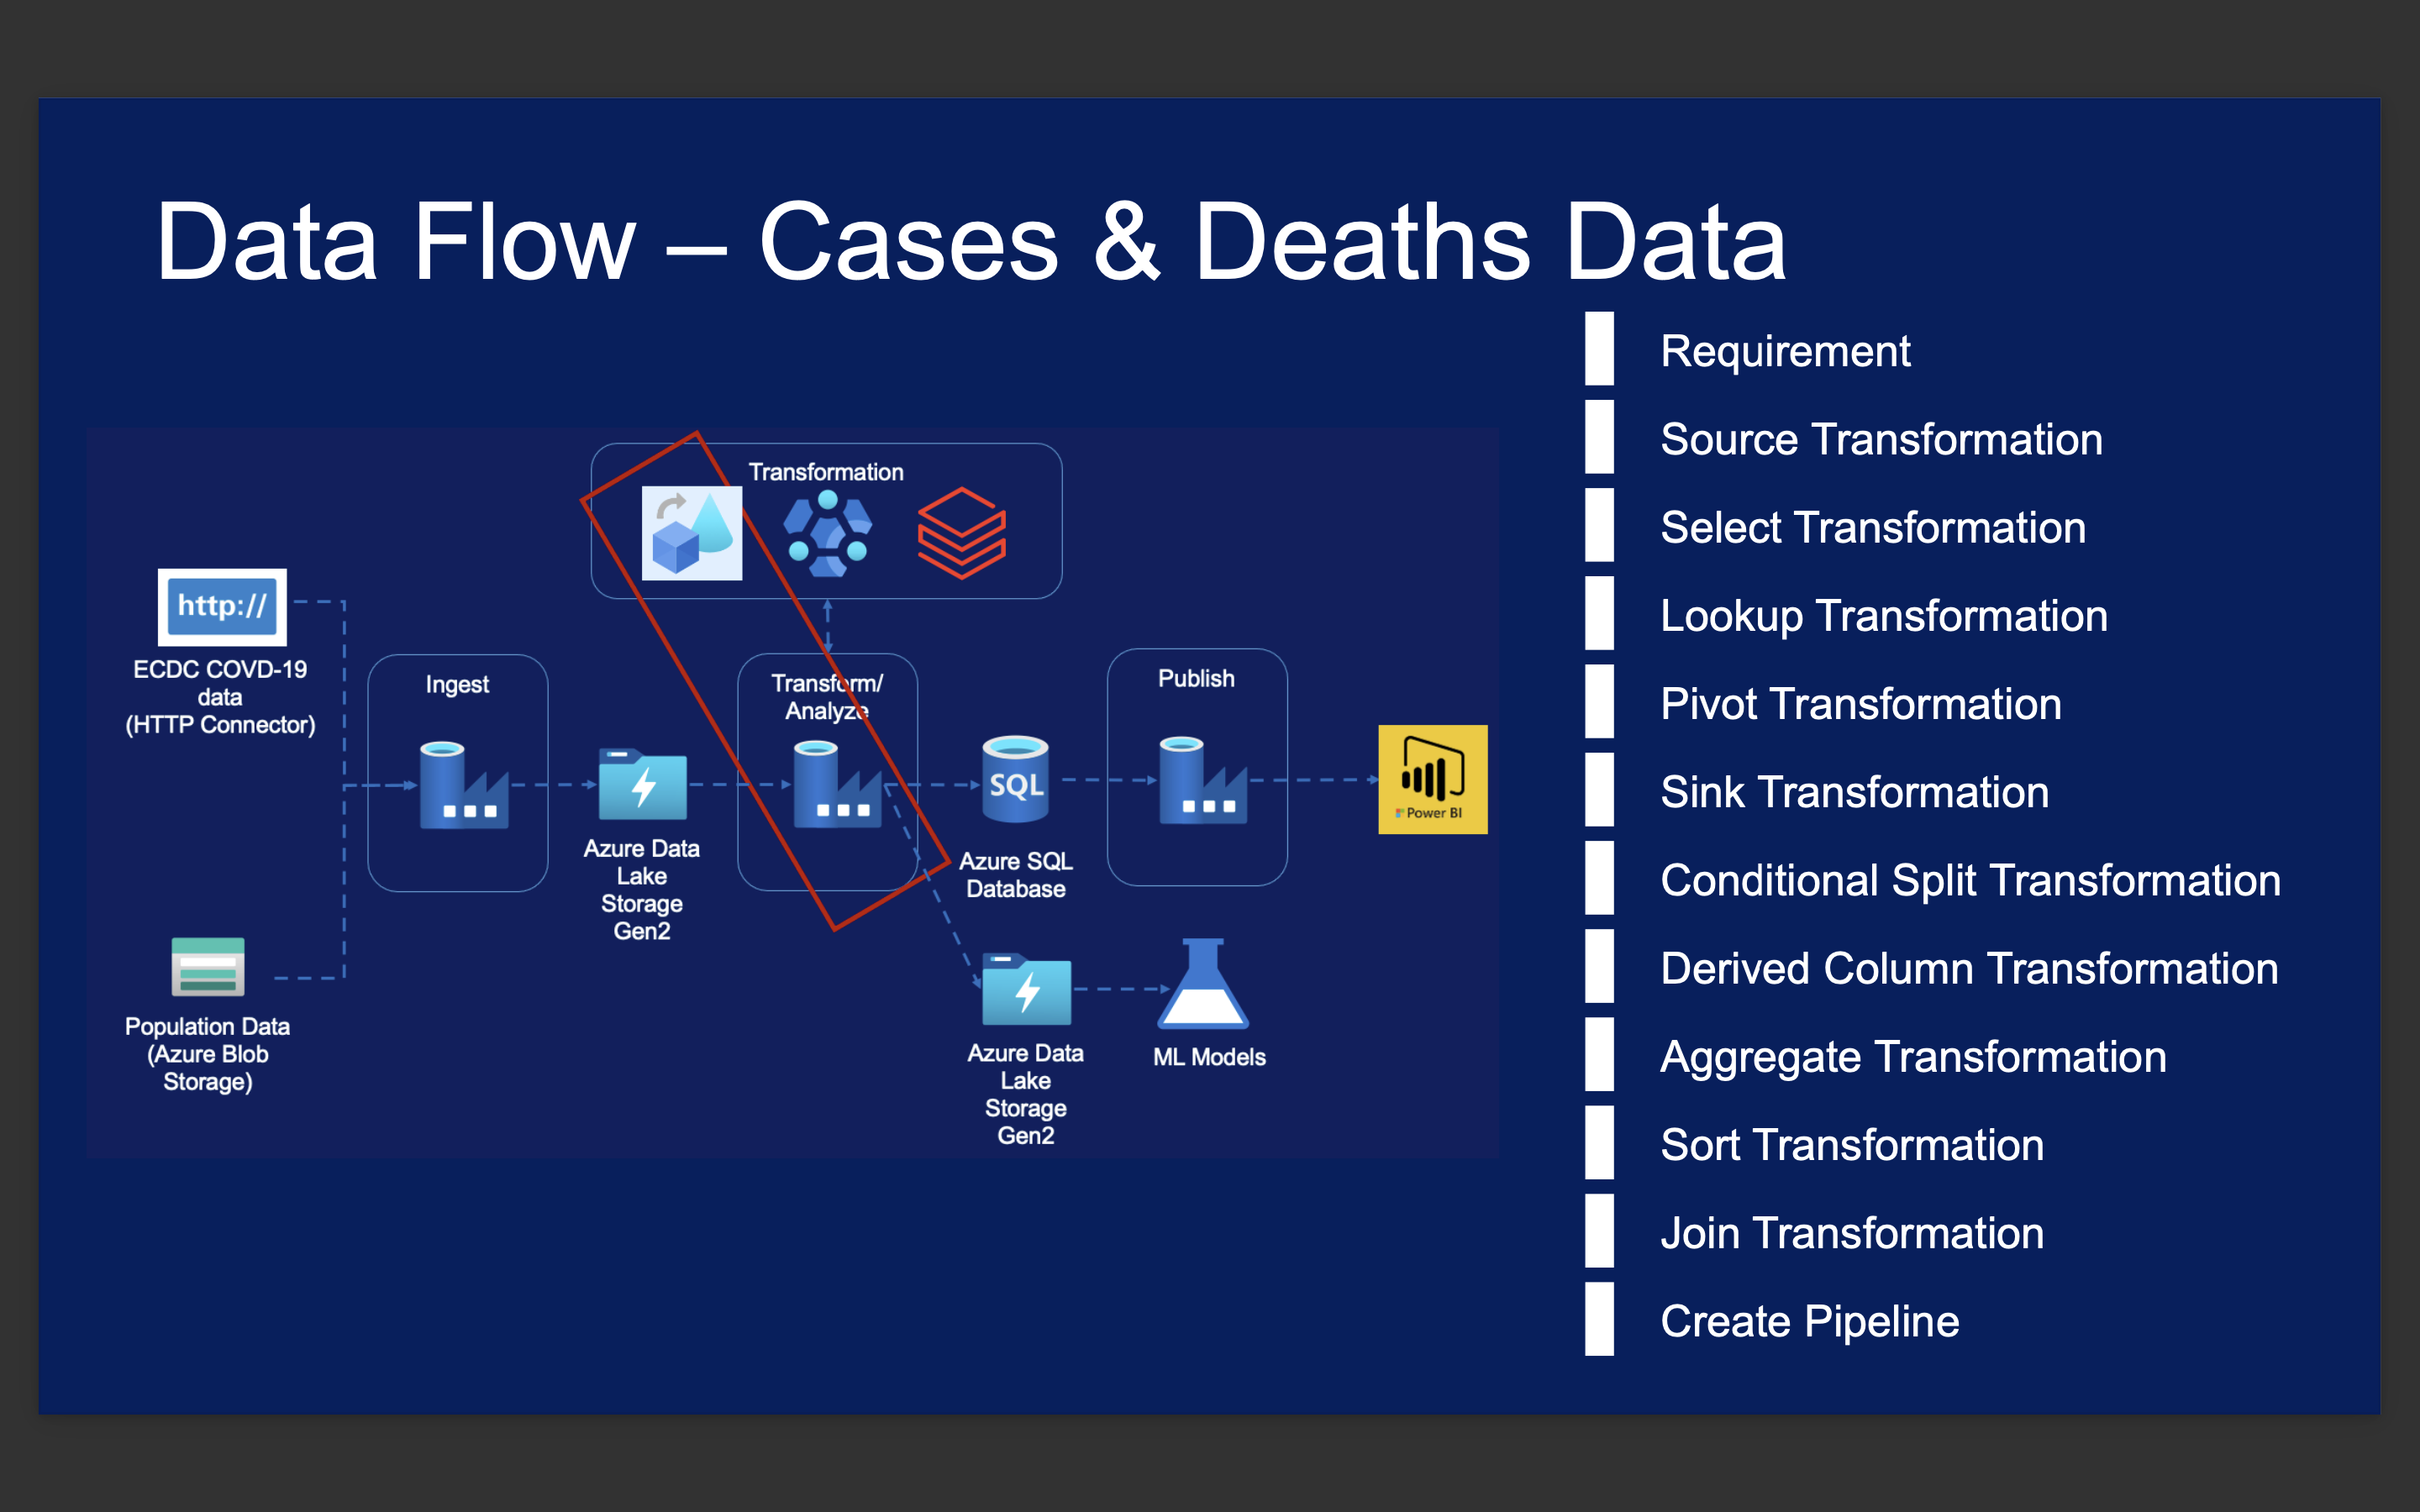 Data Flow – Cases & Deaths Data
Transformation
http://
ECDC COVD-19
data
(HTTP Connector)
Ingest
Transform/
Analyze
Publish
SQL
Power BI
Azure Data
Lake
Storage
Gen2
Azure SQL
Database
Population Data
(Azure Blob
Storage)
Azure Data
Lake
Storage
Gen2
ML Models
Requirement
Source Transformation
Select Transformation
Lookup Transformation
Pivot Transformation
Sink Transformation
Conditional Split Transformation
Derived Column Transformation
Aggregate Transformation
Sort Transformation
Join Transformation
Create Pipeline